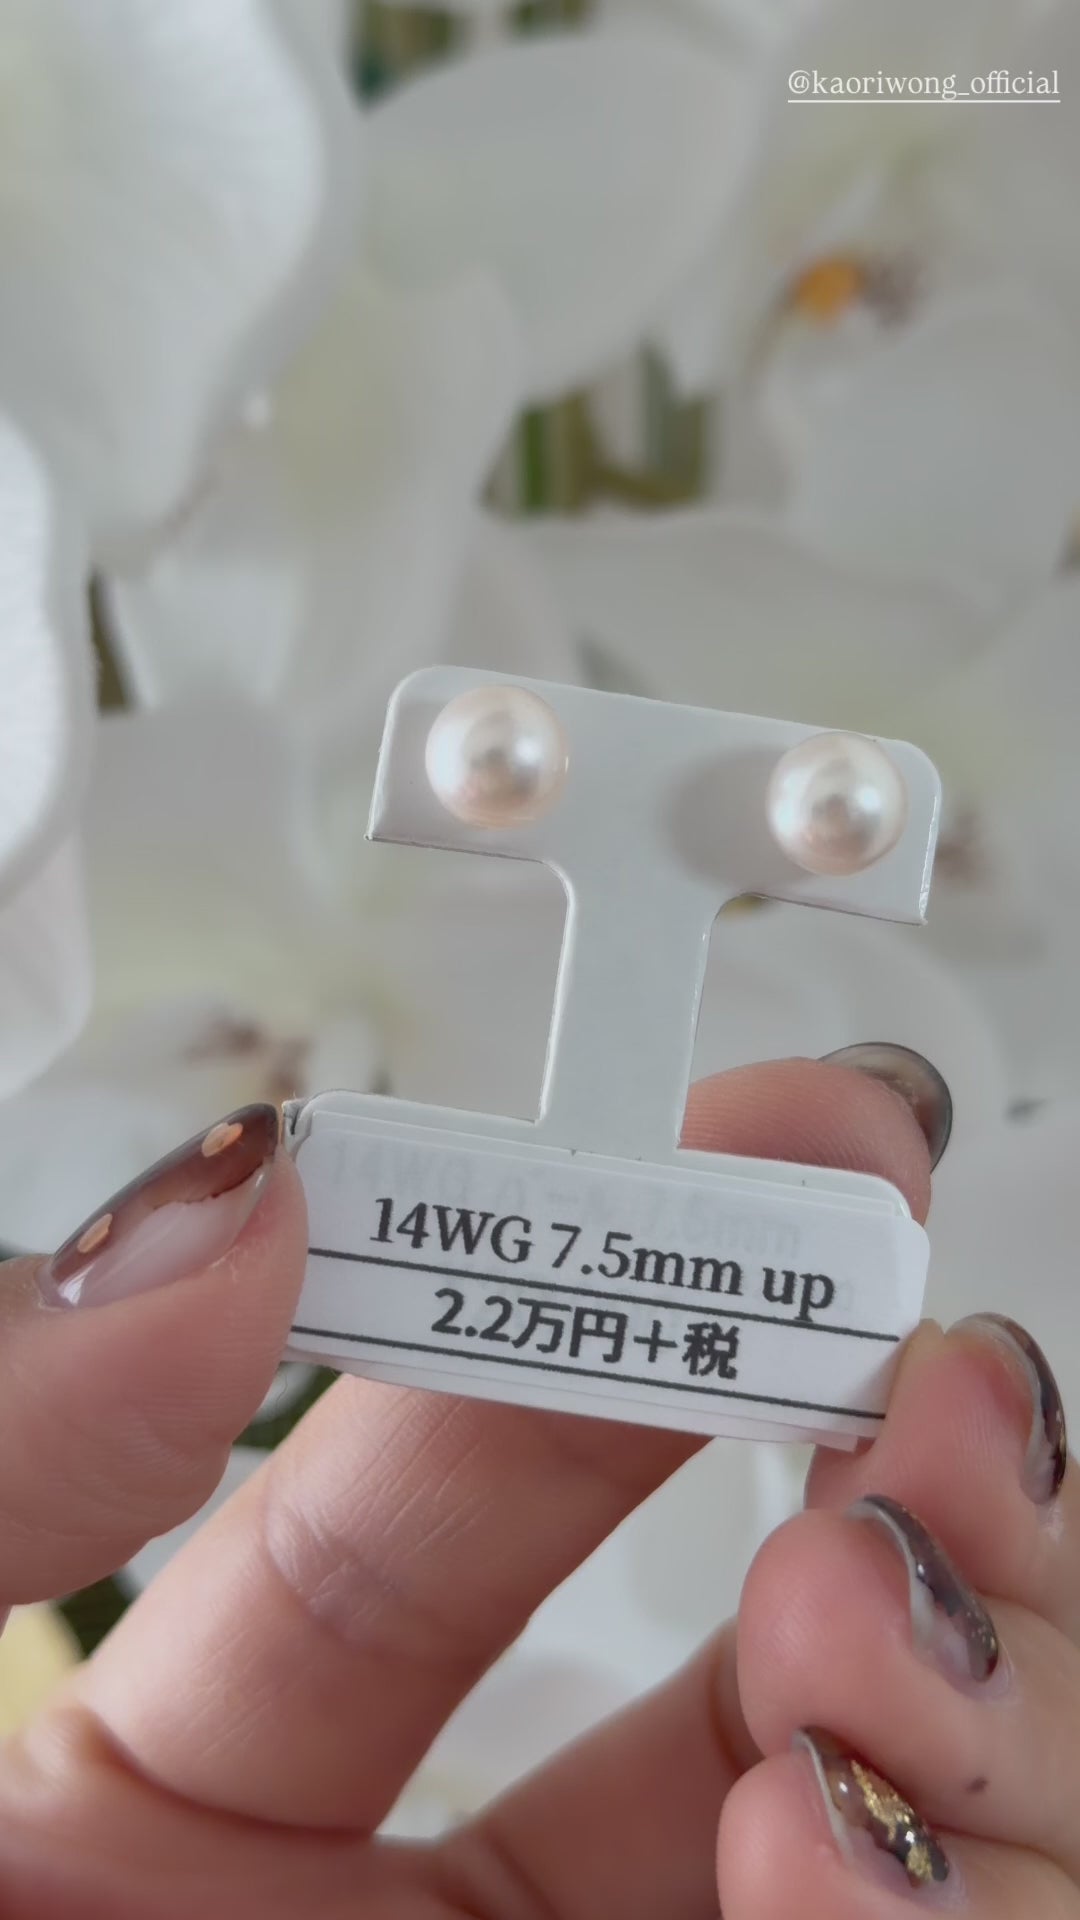 @kaoriwong_official
14WG 7.5mm up
2.2万円+税